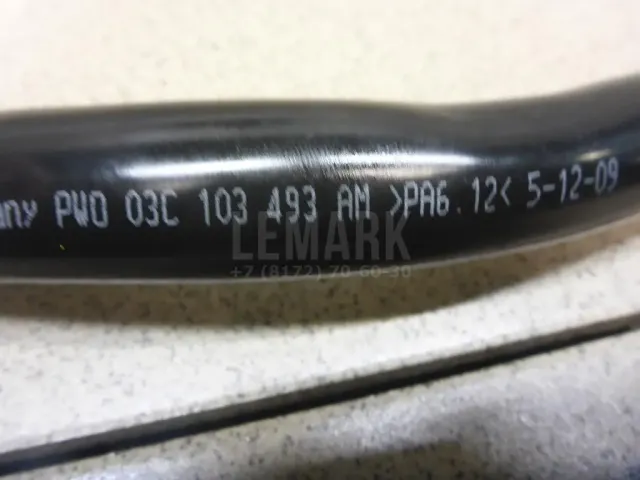 any PWO 03C 103 493 AM >PA6.12< 5-12-09
LEMARK
+7 (8172) 70-60-30